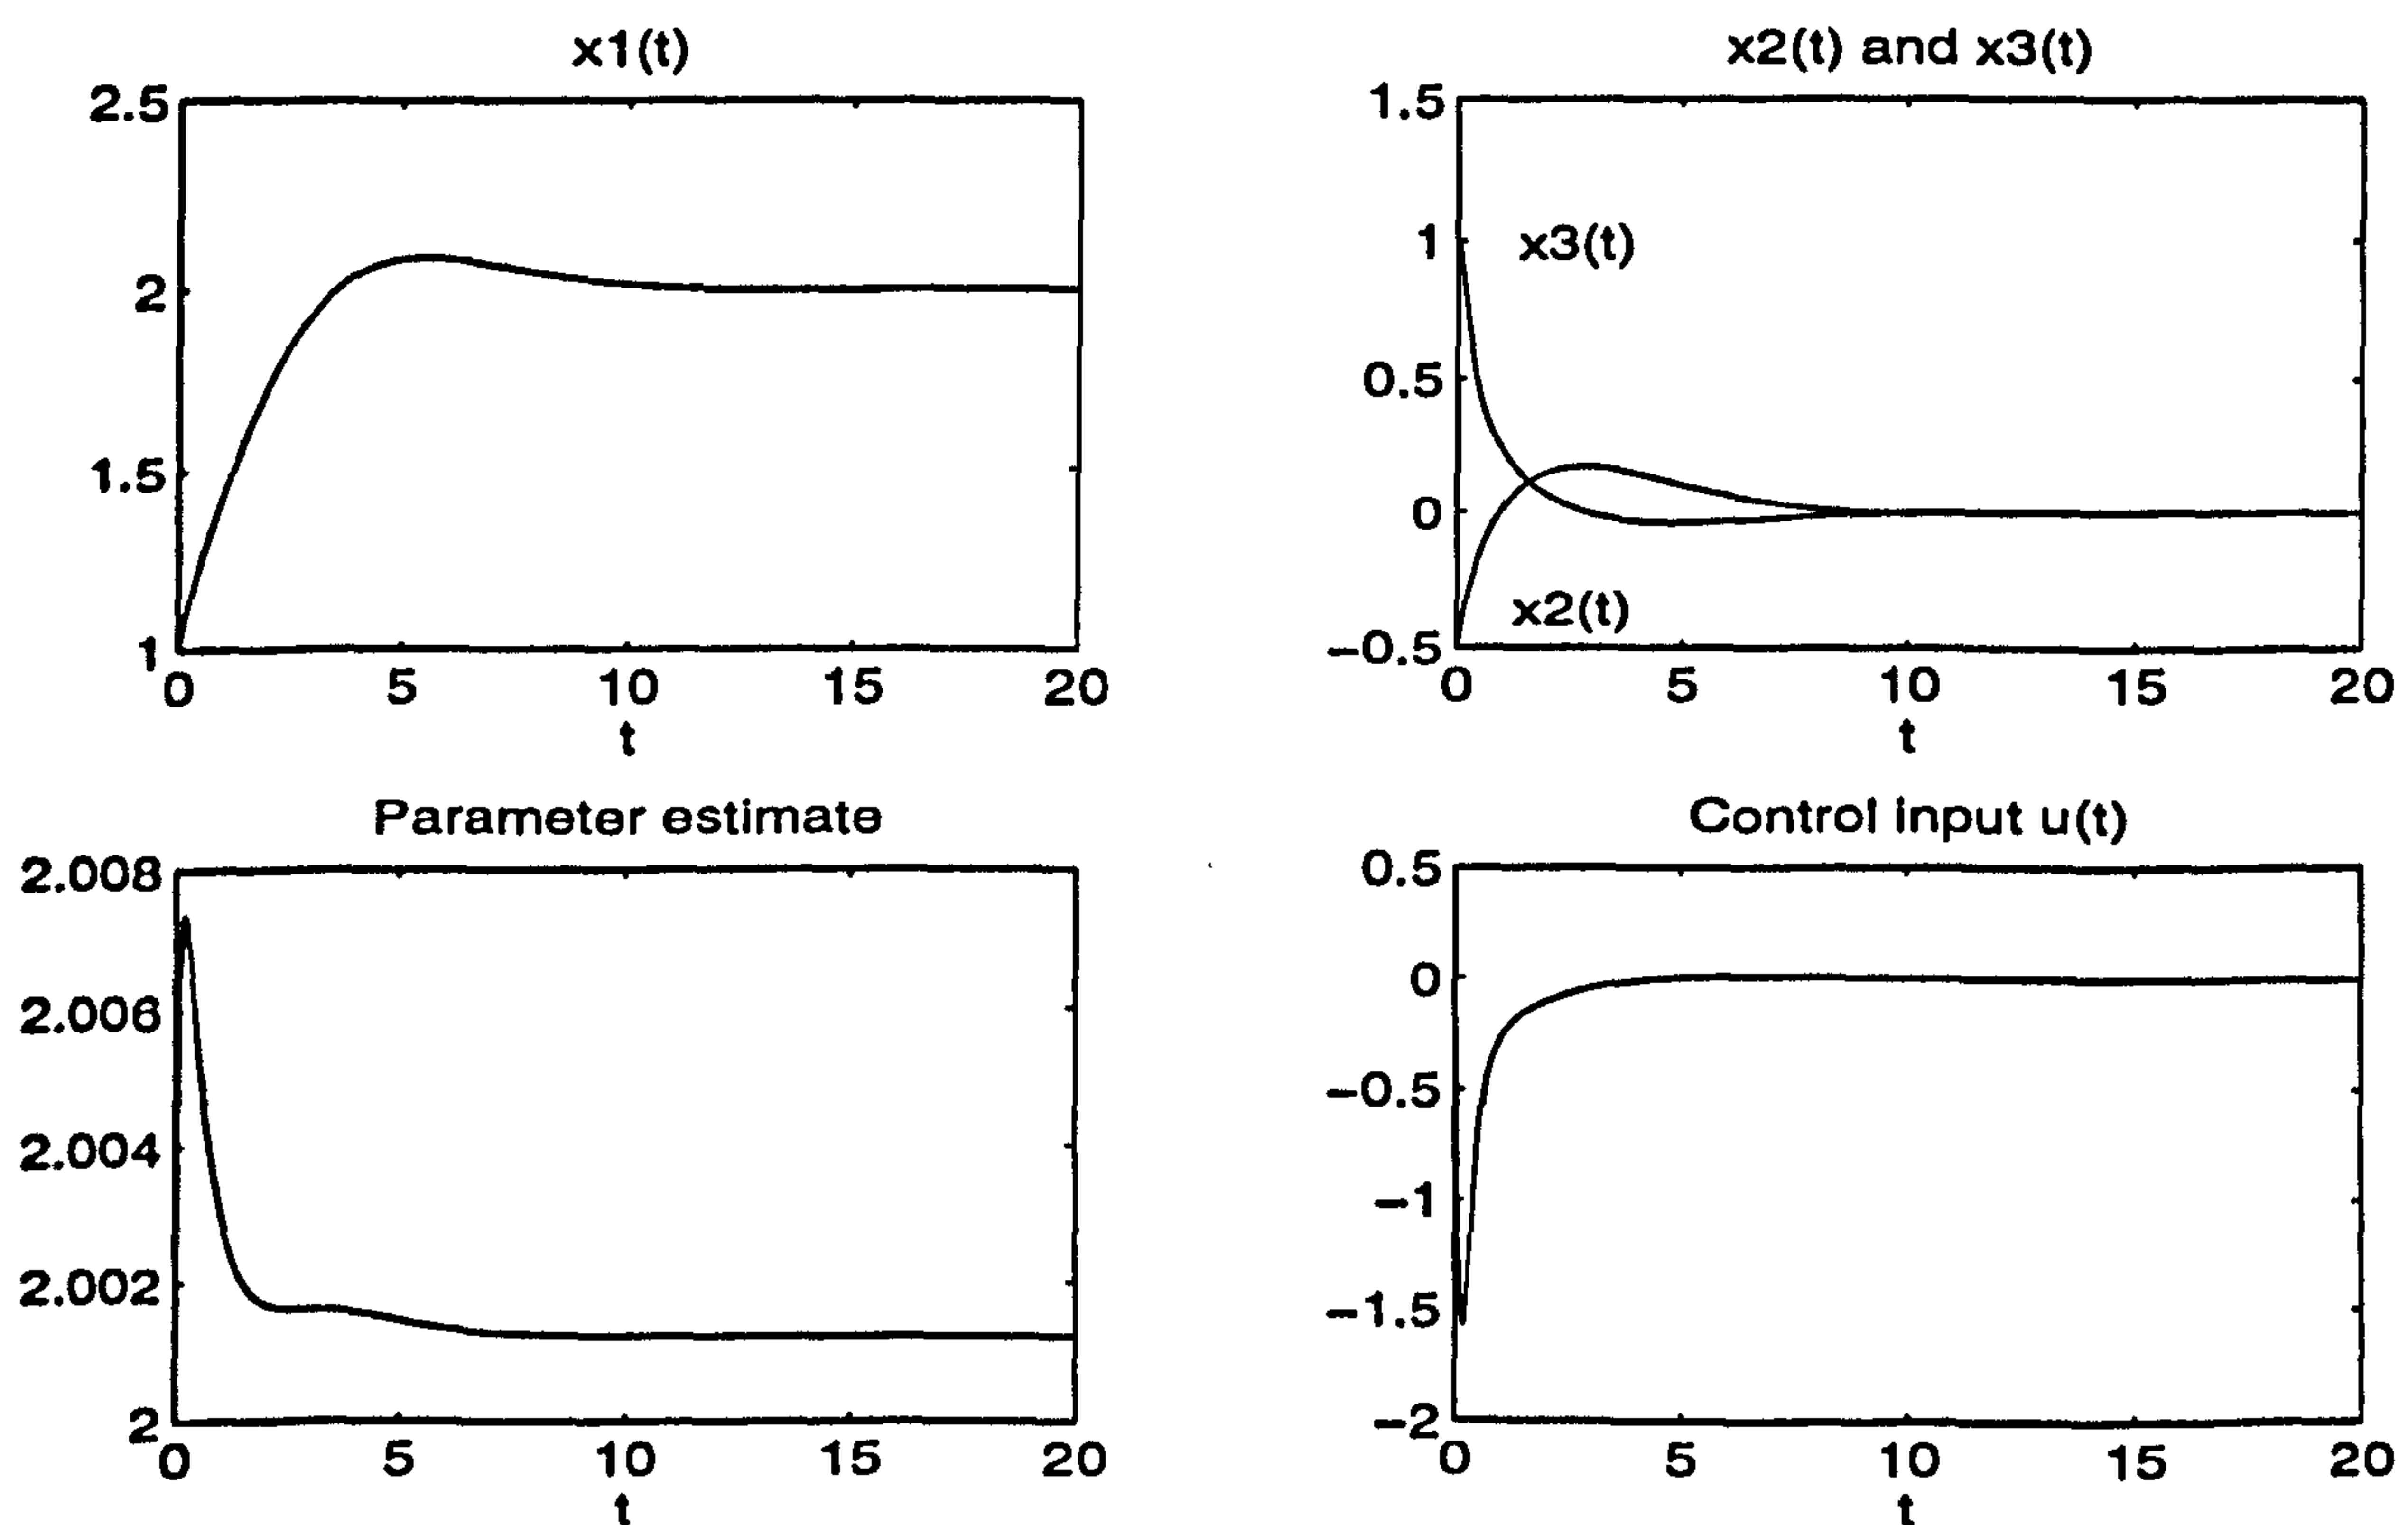 x1(t)
2.5
2
1.5
1
0 5 10 15 20
t
x2(t) and x3(t)
1.5
1
0.5
0
-0.5
x3(t)
x2(t)
0 5 10 15 20
t
Parameter estimate
2.008
2.006
2.004
2.002
2
0 5 10 15 20
t
Control input u(t)
0.5
0
-0.5
-1
-1.5
-2
0 5 10 15 20
t